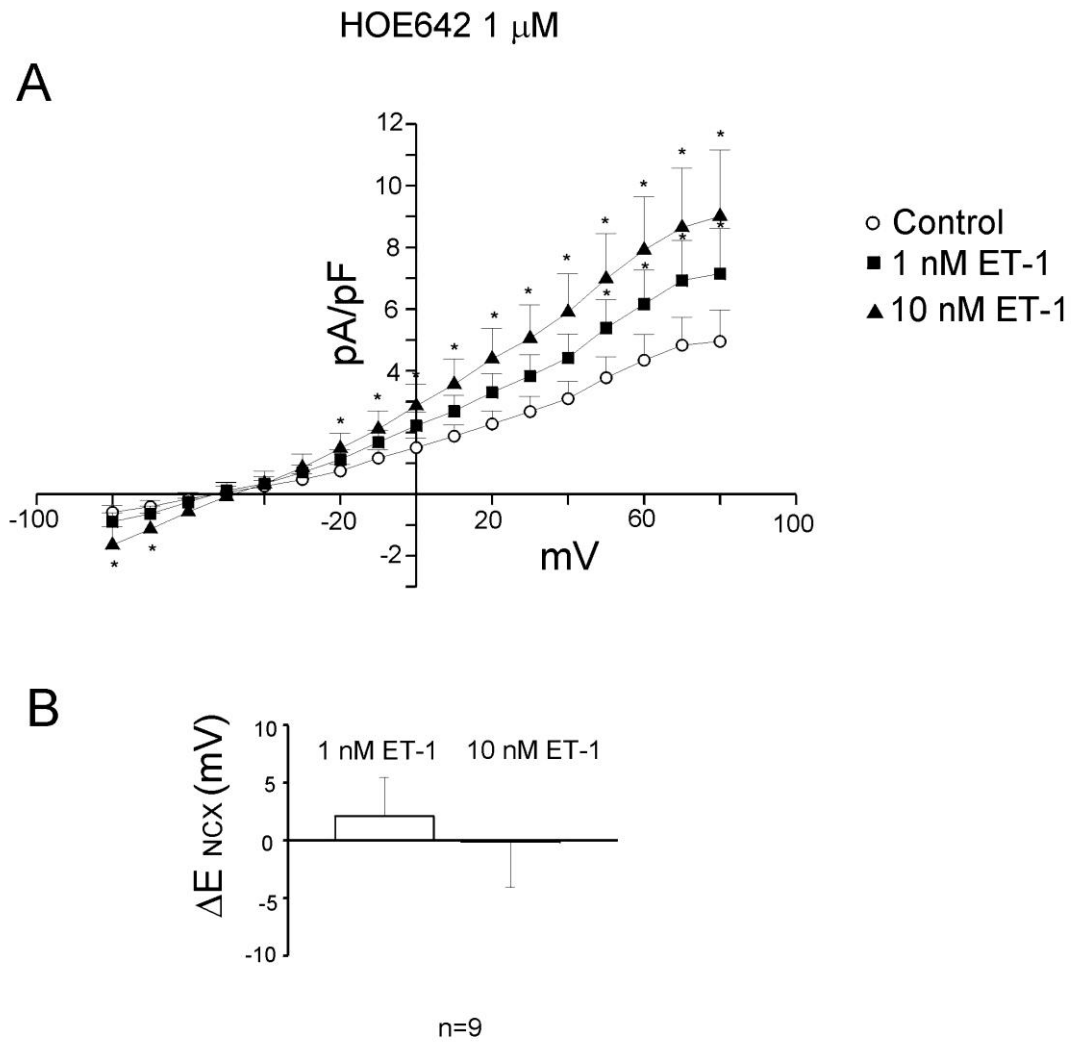 HOE642 1 μM
A
12
10
8
6
4
-2
pA/pF
-100
-20
20
60
100
mV
Control
1 nM ET-1
10 nM ET-1
* * * * * * * * * * * * * * * * *
B
ΔE NCX (mV)
10
5
0
-5
-10
1 nM ET-1
10 nM ET-1
n=9